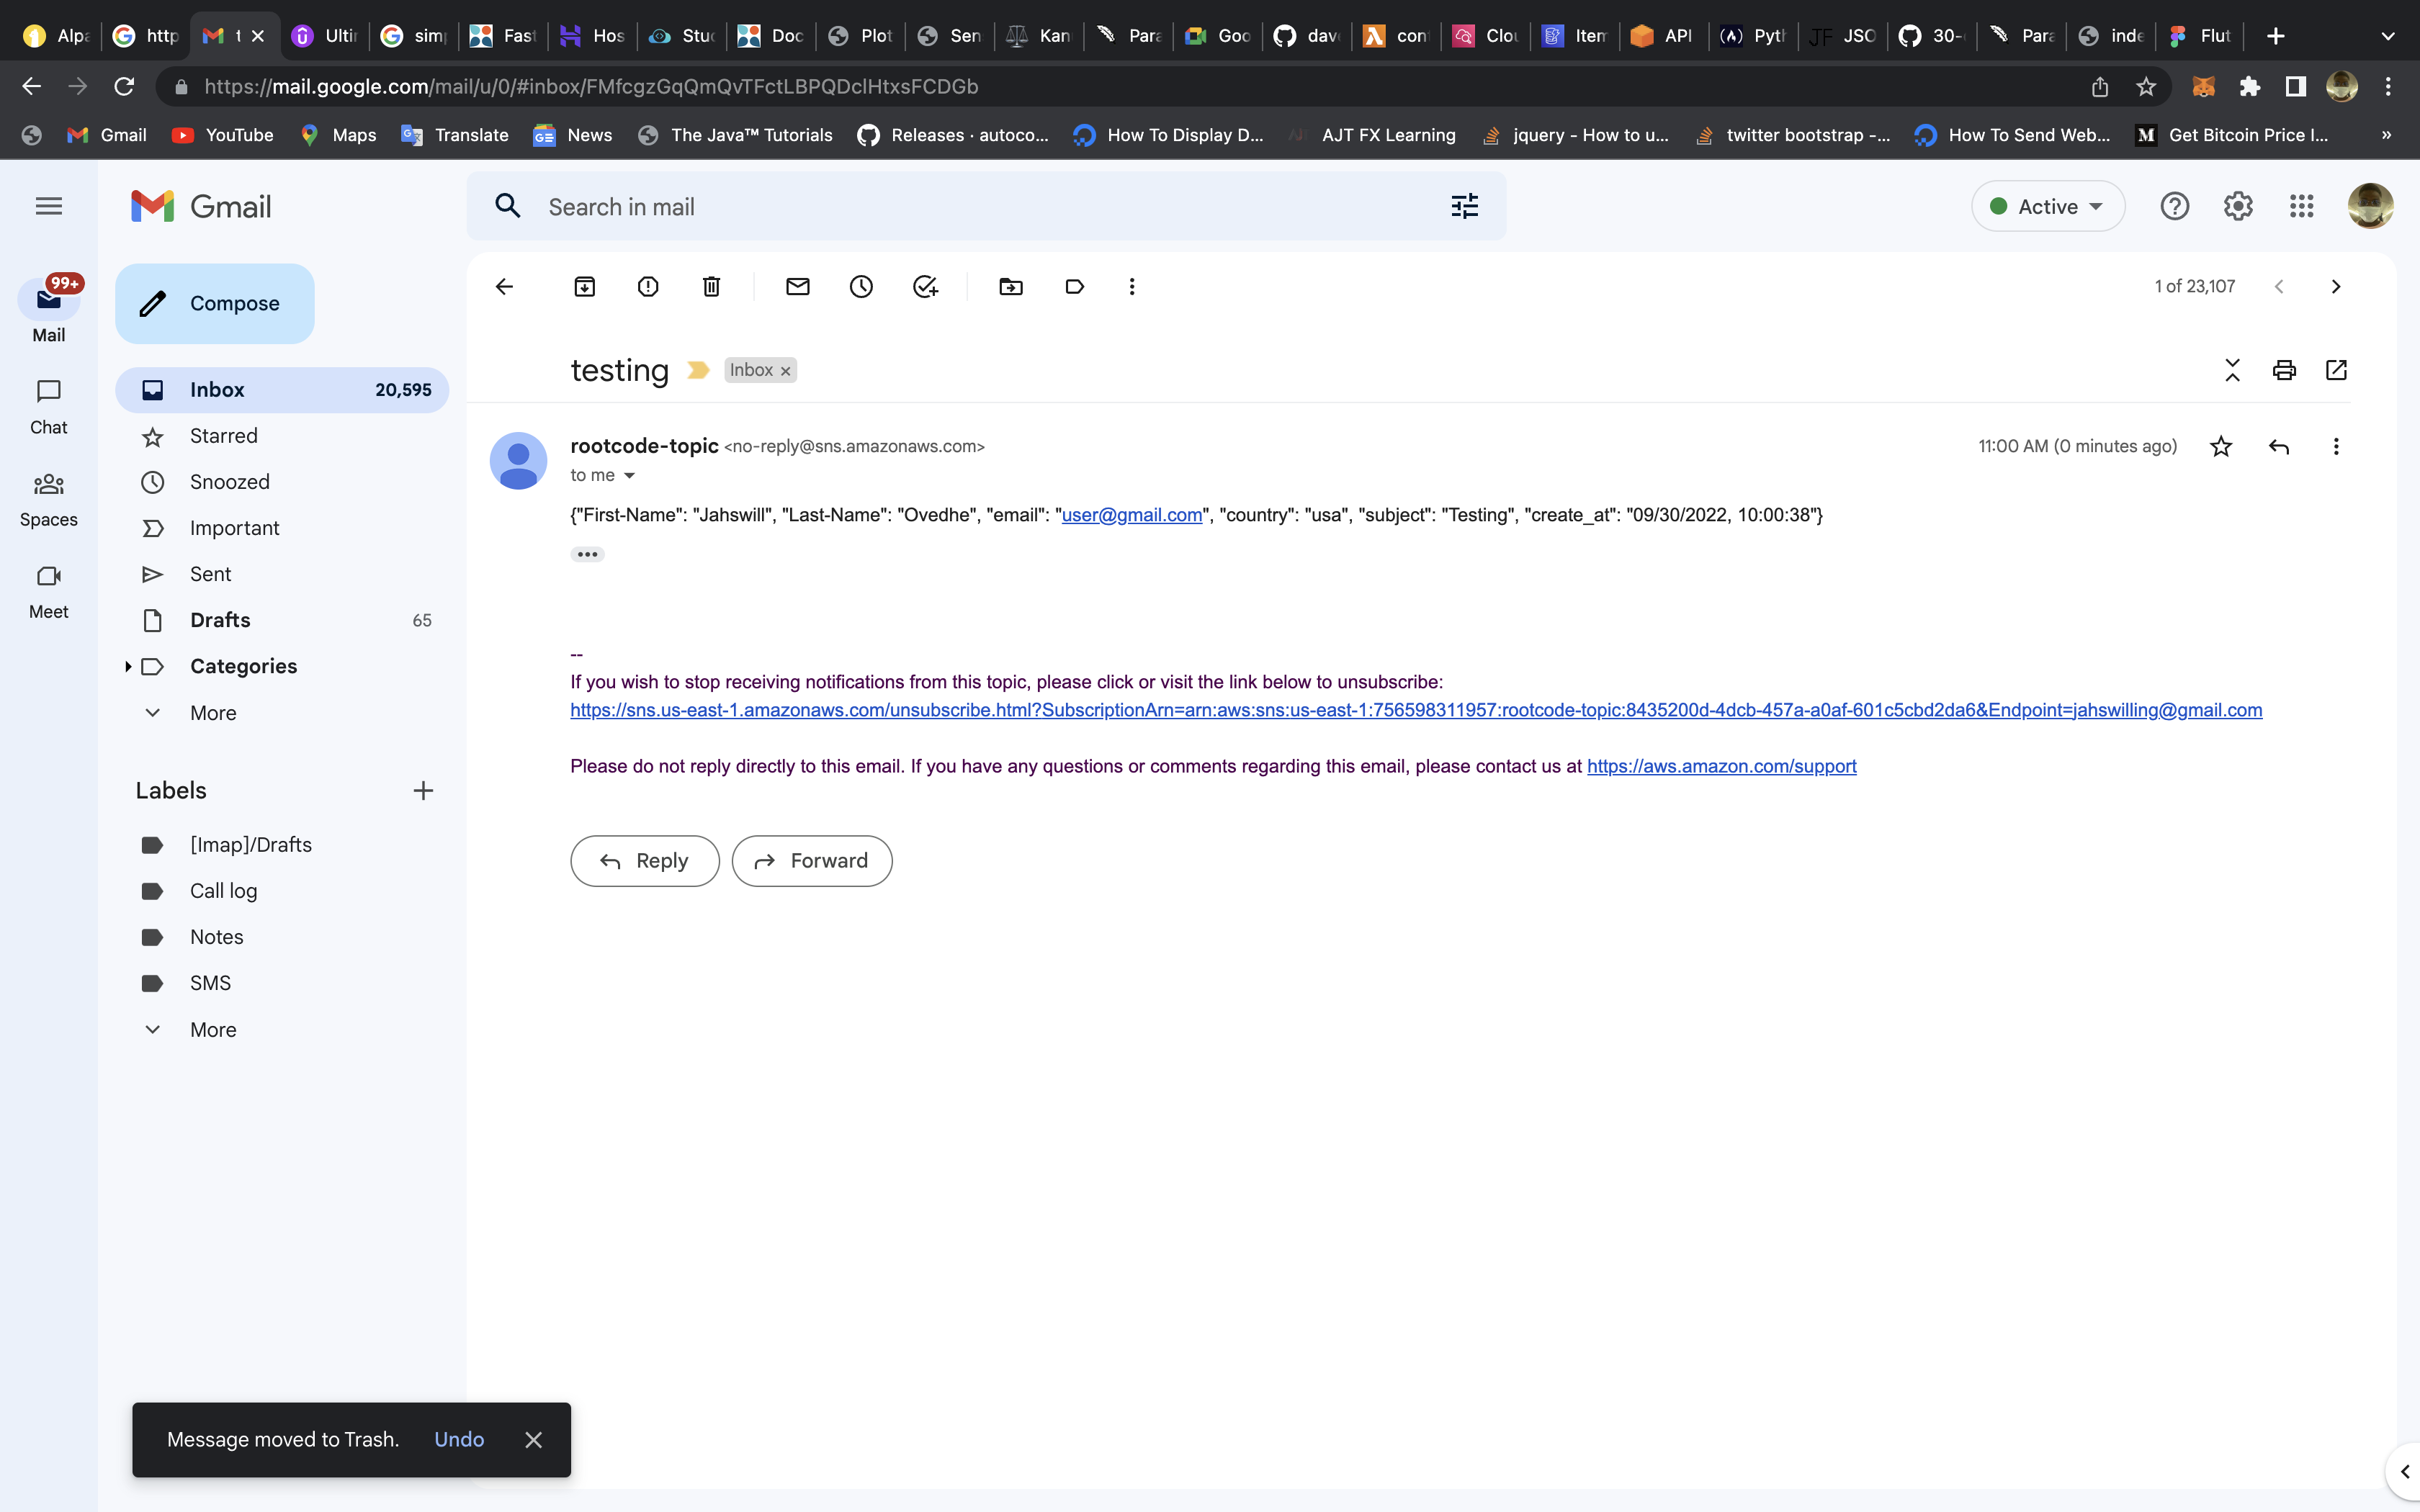 Alpa http t Ulti sim Fast Hos Stuc Doc Plot Sen Kan Para Goo dav con Clou Item API Pyth JSO 30- Para inde Flut
https://mail.google.com/mail/u/0/#inbox/FMfcgzGqQmQvTFctLBPQDclHtxsFCDGb
Gmail YouTube Maps Translate News The Java™ Tutorials Releases · autoco... How To Display D... AJT FX Learning jquery - How to u... twitter bootstrap -... How To Send Web... Get Bitcoin Price I... »
Gmail
Search in mail
Active
99+
Mail
Chat
Spaces
Meet
Compose
Inbox 20,595
Starred
Snoozed
Important
Sent
Drafts 65
Categories
More
Labels
[Imap]/Drafts
Call log
Notes
SMS
More
1 of 23,107
testing Inbox ×
rootcode-topic <no-reply@sns.amazonaws.com>
11:00 AM (0 minutes ago)
to me
{"First-Name": "Jahswill", "Last-Name": "Ovedhe", "email": "user@gmail.com", "country": "usa", "subject": "Testing", "create_at": "09/30/2022, 10:00:38"}
--
If you wish to stop receiving notifications from this topic, please click or visit the link below to unsubscribe:
https://sns.us-east-1.amazonaws.com/unsubscribe.html?SubscriptionArn=arn:aws:sns:us-east-1:756598311957:rootcode-topic:8435200d-4dcb-457a-a0af-601c5cbd2da6&Endpoint=jahswilling@gmail.com
Please do not reply directly to this email. If you have any questions or comments regarding this email, please contact us at https://aws.amazon.com/support
Reply
Forward
Message moved to Trash. Undo